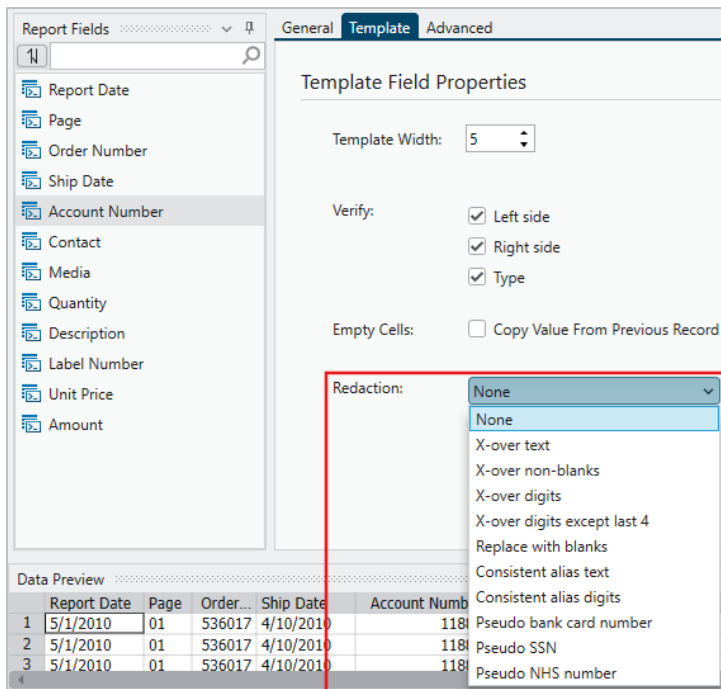 Report Fields
Report Date
Page
Order Number
Ship Date
Account Number
Contact
Media
Quantity
Description
Label Number
Unit Price
Amount
General Template Advanced
Template Field Properties
Template Width: 5
Verify: Left side
Right side
Type
Empty Cells: Copy Value From Previous Record
Redaction: None
None
X-over text
X-over non-blanks
X-over digits
X-over digits except last 4
Replace with blanks
Consistent alias text
Consistent alias digits
Pseudo bank card number
Pseudo SSN
Pseudo NHS number
Data Preview
Report Date Page Order... Ship Date Account Numb
1 5/1/2010 01 536017 4/10/2010 118
2 5/1/2010 01 536017 4/10/2010 118
3 5/1/2010 01 536017 4/10/2010 118